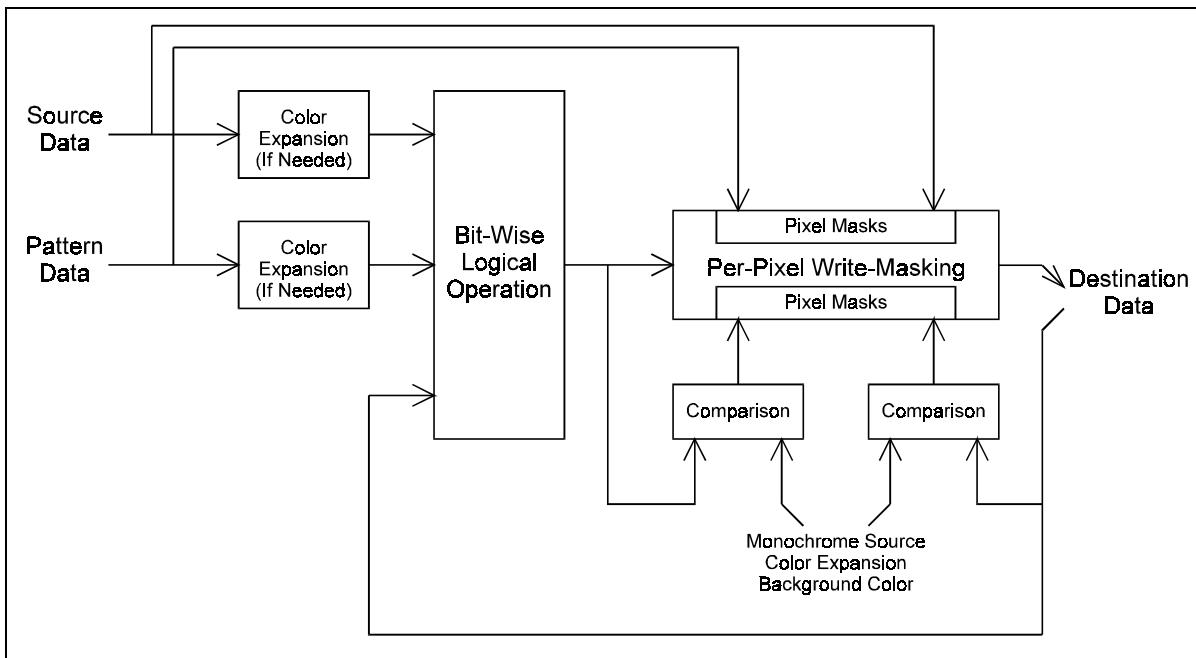 Source
Data
Color
Expansion
(If Needed)
Pattern
Data
Color
Expansion
(If Needed)
Bit-Wise
Logical
Operation
Pixel Masks
Per-Pixel Write-Masking
Pixel Masks
Destination
Data
Comparison
Comparison
Monochrome Source
Color Expansion
Background Color